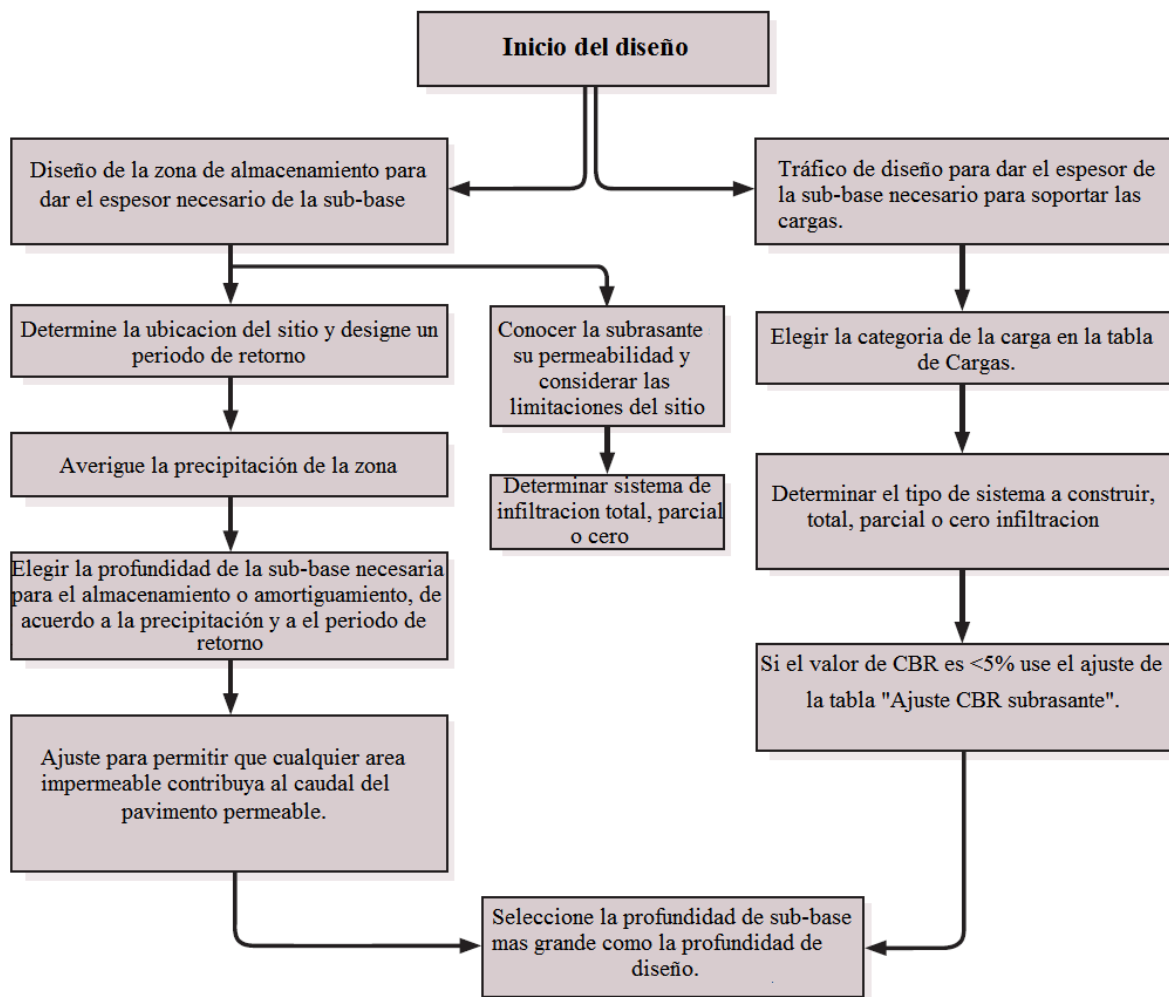 Inicio del diseño
Diseño de la zona de almacenamiento para
dar el espesor necesario de la sub-base
Tráfico de diseño para dar el espesor de
la sub-base necesario para soportar las
cargas.
Determine la ubicacion del sitio y designe un
periodo de retorno
Conocer la subrasante
su permeabilidad y
considerar las
limitaciones del sitio
Elegir la categoria de la carga en la tabla
de Cargas.
Averigue la precipitación de la zona
Determinar sistema de
infiltracion total, parcial
o cero
Determinar el tipo de sistema a construir,
total, parcial o cero infiltracion
Elegir la profundidad de la sub-base necesaria
para el almacenamiento o amortiguamiento, de
acuerdo a la precipitación y a el periodo de
retorno
Si el valor de CBR es <5% use el ajuste de
la tabla "Ajuste CBR subrasante".
Ajuste para permitir que cualquier area
impermeable contribuya al caudal del
pavimento permeable.
Seleccione la profundidad de sub-base
mas grande como la profundidad de
diseño.